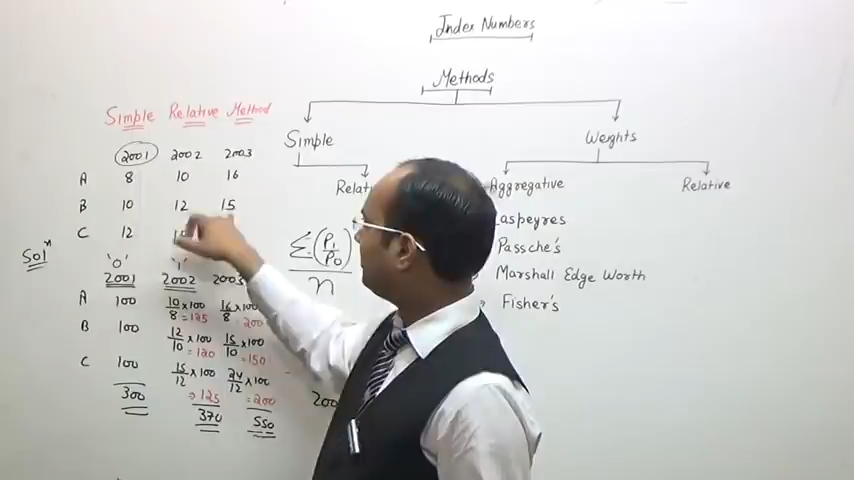 Index Numbers
Methods
Simple Relative Method
Simple
Weights
2001 2002 2003
A 8 10 16
B 10 12 15
C 12
Aggregative
Relative
Laspeyres
Passche's
Marshall Edge Worth
Fisher's
Σ(P1/P0)
n
Solⁿ
'0' '1'
2001 2002 2003
A 100 10/8×100 =125 16/8×100 =200
B 100 12/10×100 =120 15/10×100 =150
C 100 15/12×100 =125 24/12×100 =200
300 370 550